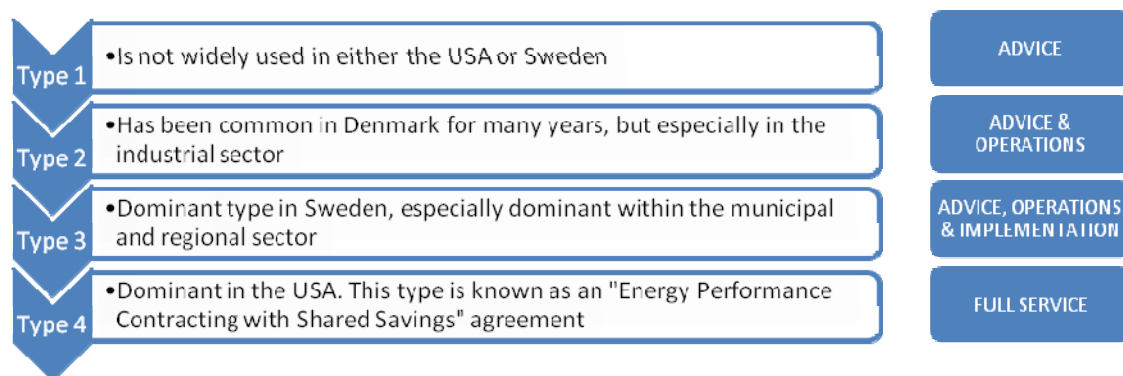 Type 1
•Is not widely used in either the USA or Sweden
ADVICE
Type 2
•Has been common in Denmark for many years, but especially in the
industrial sector
ADVICE &
OPERATIONS
Type 3
•Dominant type in Sweden, especially dominant within the municipal
and regional sector
ADVICE, OPERATIONS
& IMPLEMENTATION
Type 4
•Dominant in the USA. This type is known as an "Energy Performance
Contracting with Shared Savings" agreement
FULL SERVICE